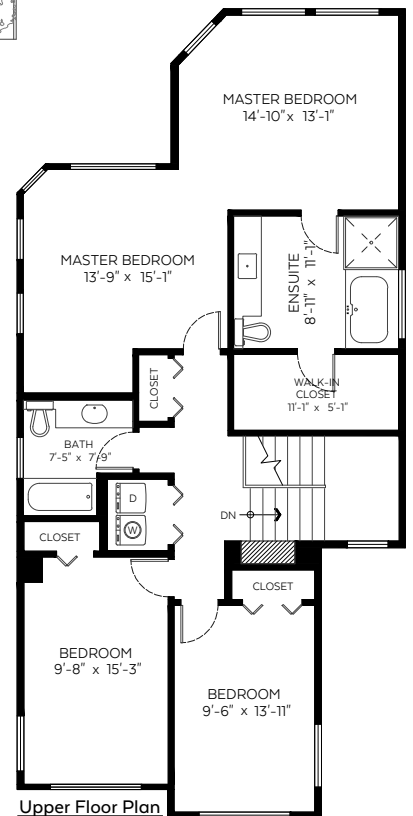 MASTER BEDROOM
14'-10" x 13'-1"
MASTER BEDROOM
13'-9" x 15'-1"
ENSUITE
8'-11" x 11'-1"
CLOSET
WALK-IN
CLOSET
11'-1" x 5'-1"
BATH
7'-5" x 7'-9"
D
W
DN
CLOSET
CLOSET
BEDROOM
9'-8" x 15'-3"
BEDROOM
9'-6" x 13'-11"
Upper Floor Plan